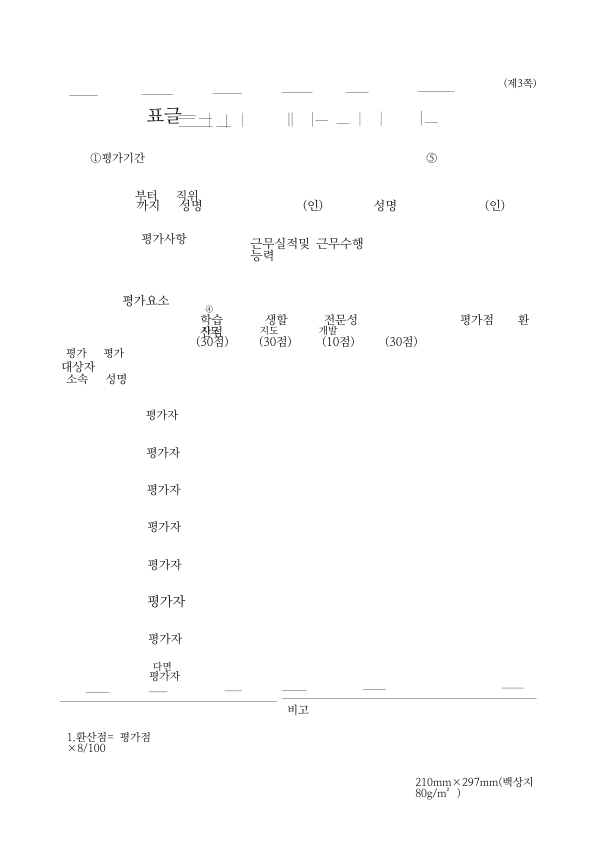 (제3쪽)
표글
①평가기간 ⑤
부터 직위
까지 성명 (인) 성명 (인)
평가사항 근무실적및 근무수행
능력
평가요소
④
학습 생할 전문성 평가점 환
산점 지도 개발
(30점) (30점) (10점) (30점)
평가 평가
대상자
소속 성명
평가자
평가자
평가자
평가자
평가자
평가자
평가자
다면
평가자
비고
1.환산점= 평가점
×8/100
210mm×297mm(백상지
80g/m² )